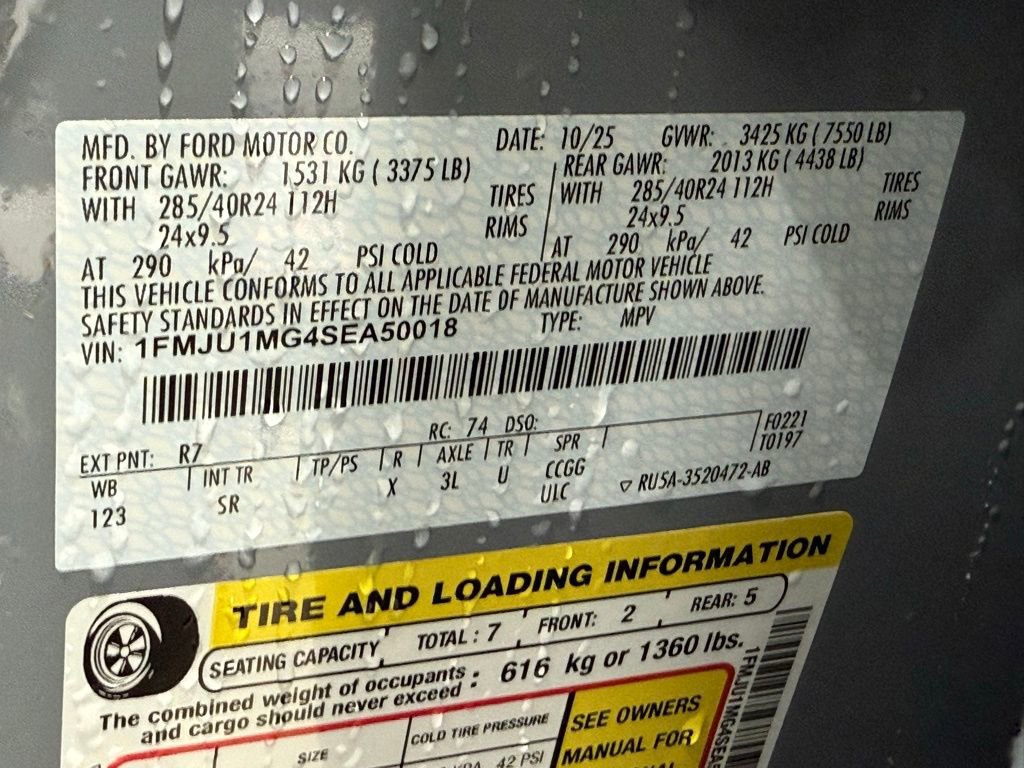 MFD. BY FORD MOTOR CO. DATE: 10/25 GVWR: 3425 KG ( 7550 LB)
FRONT GAWR: 1531 KG ( 3375 LB) REAR GAWR: 2013 KG ( 4438 LB)
WITH 285/40R24 112H TIRES WITH 285/40R24 112H TIRES
24x9.5 RIMS 24x9.5 RIMS
AT 290 kPa/ 42 PSI COLD AT 290 kPa/ 42 PSI COLD
THIS VEHICLE CONFORMS TO ALL APPLICABLE FEDERAL MOTOR VEHICLE
SAFETY STANDARDS IN EFFECT ON THE DATE OF MANUFACTURE SHOWN ABOVE.
VIN: 1FMJU1MG4SEA50018 TYPE: MPV
EXT PNT: R7 RC: 74 DSO: F0221
WB INT TR TP/PS R AXLE TR SPR T0197
123 SR X 3L U CCGG
ULC ▽ RU5A-3520472-AB
TIRE AND LOADING INFORMATION
SEATING CAPACITY TOTAL : 7 FRONT: 2 REAR: 5
The combined weight of occupants
and cargo should never exceed : 616 kg or 1360 lbs.
SIZE COLD TIRE PRESSURE SEE OWNERS
42 PSI MANUAL FOR
1FMJU1MG4SEA5